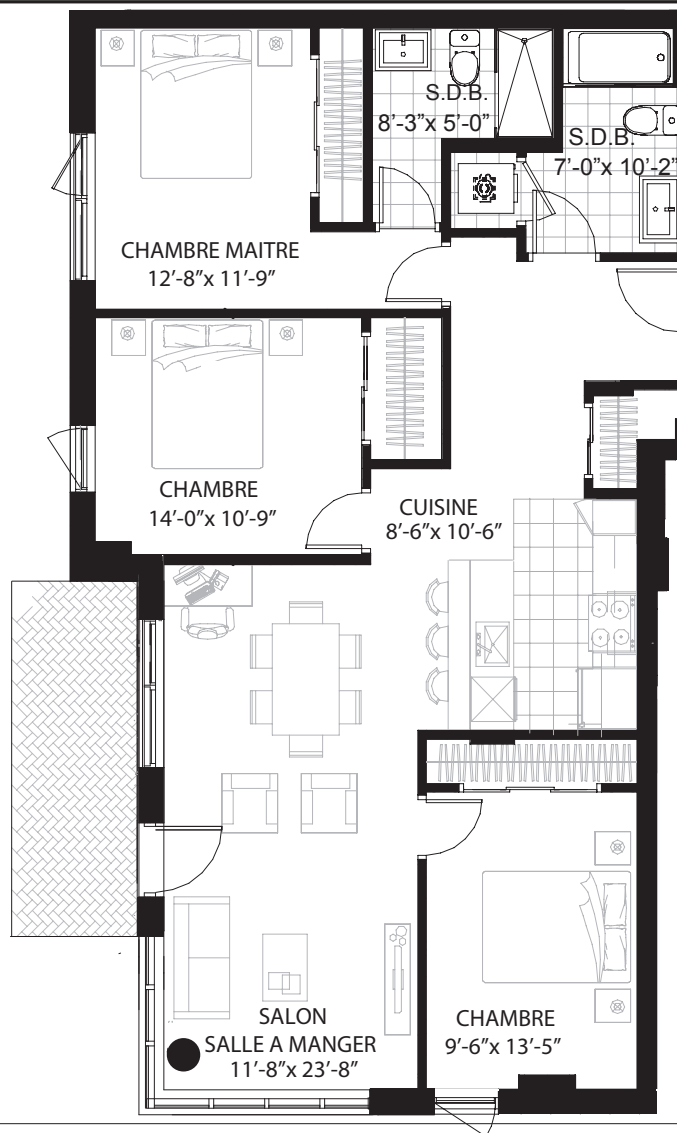 S.D.B.
8’-3”x 5’-0”
S.D.B.
7’-0”x 10’-2”
CHAMBRE MAITRE
12’-8”x 11’-9”
CHAMBRE
14’-0”x 10’-9”
CUISINE
8’-6”x 10’-6”
SALON
SALLE A MANGER
11’-8”x 23’-8”
CHAMBRE
9’-6”x 13’-5”